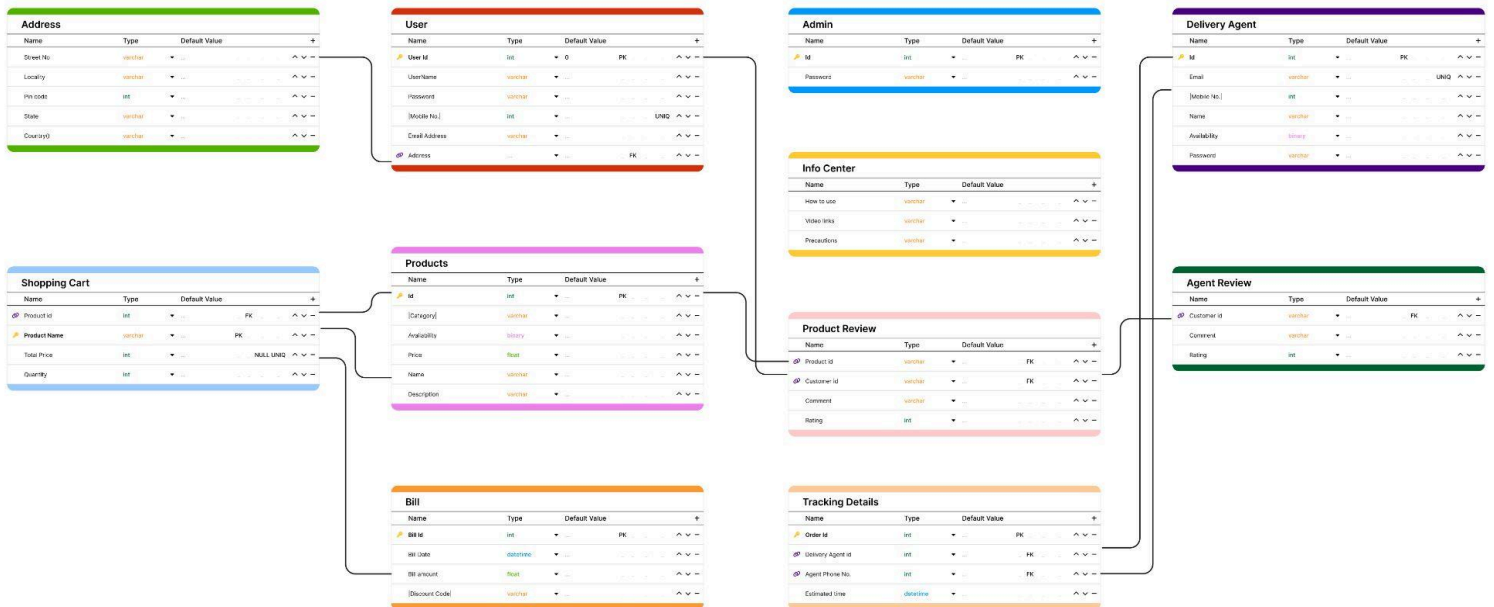 Address
Name Type Default Value +
Street No varchar ...
Locality varchar ...
Pin code int ...
State varchar ...
Country() varchar ...
User
Name Type Default Value +
User Id int 0 PK
UserName varchar ...
Password varchar ...
[Mobile No.] int ... UNIQ
Email Address varchar ...
Address ... ... FK
Admin
Name Type Default Value +
Id int ... PK
Password varchar ...
Delivery Agent
Name Type Default Value +
Id int ... PK
Email varchar ... UNIQ
[Mobile No.] int ...
Name varchar ...
Availability binary ...
Password varchar ...
Info Center
Name Type Default Value +
How to use varchar ...
Video links varchar ...
Precautions varchar ...
Shopping Cart
Name Type Default Value +
Product Id int ... FK
Product Name varchar ... PK
Total Price int ... NULL UNIQ
Quantity int ...
Products
Name Type Default Value +
Id int ... PK
[Category] varchar ...
Availability binary ...
Price float ...
Name varchar ...
Description varchar ...
Product Review
Name Type Default Value +
Product id varchar ... FK
Customer id varchar ... FK
Comment varchar ...
Rating int ...
Agent Review
Name Type Default Value +
Customer id varchar ... FK
Comment varchar ...
Rating int ...
Bill
Name Type Default Value +
Bill Id int ... PK
Bill Date datetime ...
Bill amount float ...
[Discount Code] varchar ...
Tracking Details
Name Type Default Value +
Order Id int ... PK
Delivery Agent Id int ... FK
Agent Phone No. int ... FK
Estimated time datetime ...